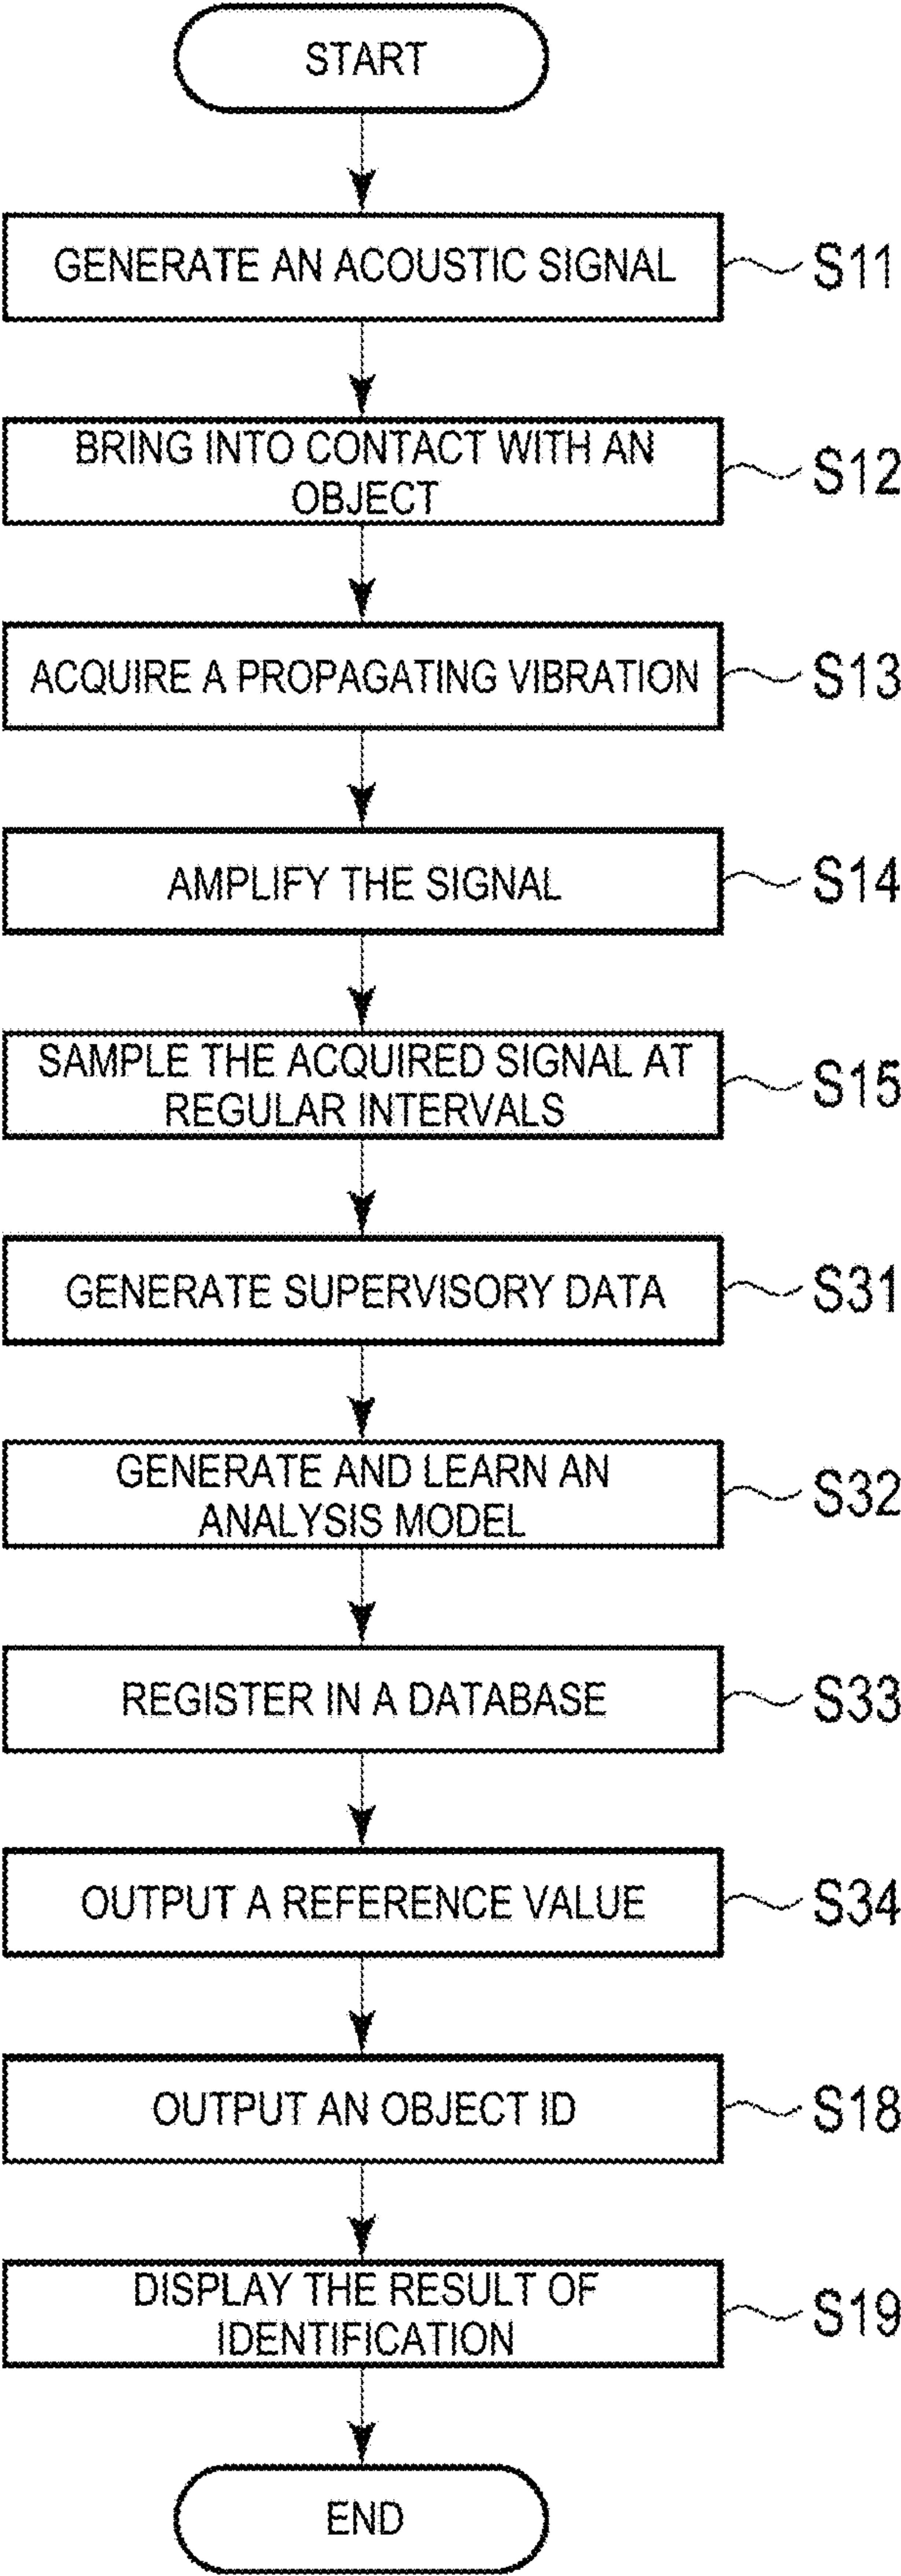 START
GENERATE AN ACOUSTIC SIGNAL
S11
BRING INTO CONTACT WITH AN
OBJECT
S12
ACQUIRE A PROPAGATING VIBRATION
S13
AMPLIFY THE SIGNAL
S14
SAMPLE THE ACQUIRED SIGNAL AT
REGULAR INTERVALS
S15
GENERATE SUPERVISORY DATA
S31
GENERATE AND LEARN AN
ANALYSIS MODEL
S32
REGISTER IN A DATABASE
S33
OUTPUT A REFERENCE VALUE
S34
OUTPUT AN OBJECT ID
S18
DISPLAY THE RESULT OF
IDENTIFICATION
S19
END